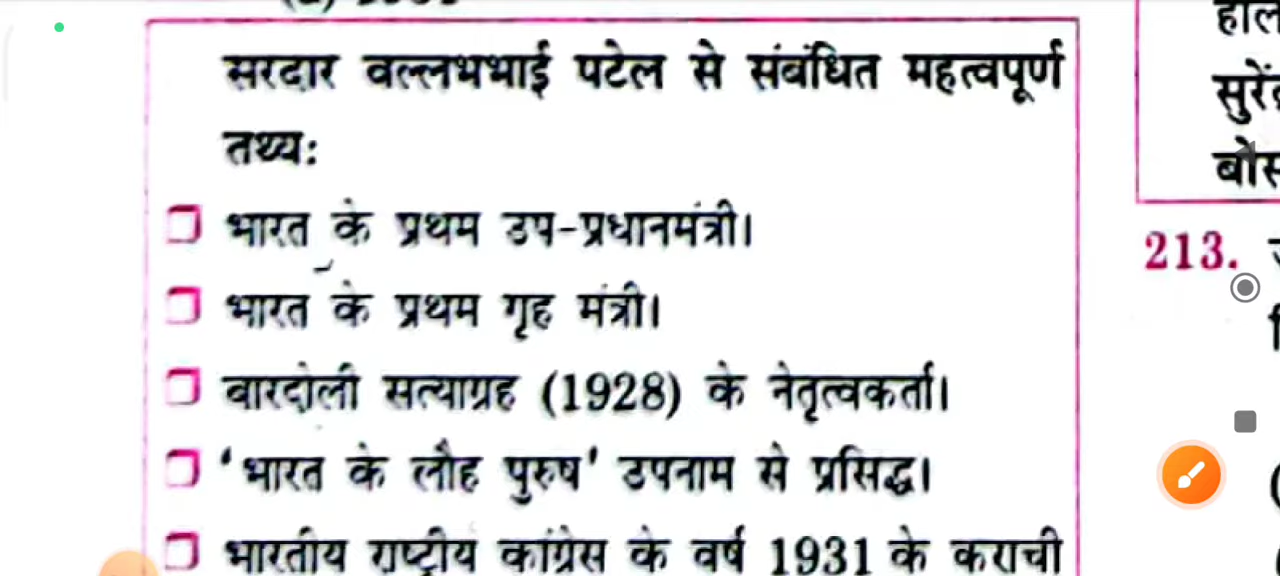 सरदार वल्लभभाई पटेल से संबंधित महत्वपूर्ण
तथ्य:
भारत के प्रथम उप-प्रधानमंत्री।
भारत के प्रथम गृह मंत्री।
बारदोली सत्याग्रह (1928) के नेतृत्वकर्ता।
'भारत के लौह पुरुष' उपनाम से प्रसिद्ध।
भारतीय राष्ट्रीय कांग्रेस के वर्ष 1931 के कराची
213.